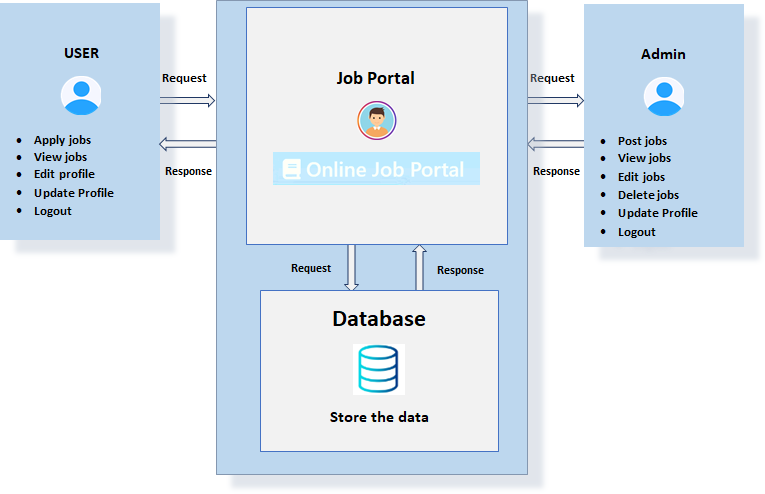 USER
• Apply jobs
• View jobs
• Edit profile
• Update Profile
• Logout
Request
Response
Job Portal
Online Job Portal
Request
Response
Database
Store the data
Request
Response
Admin
• Post jobs
• View jobs
• Edit jobs
• Delete jobs
• Update Profile
• Logout